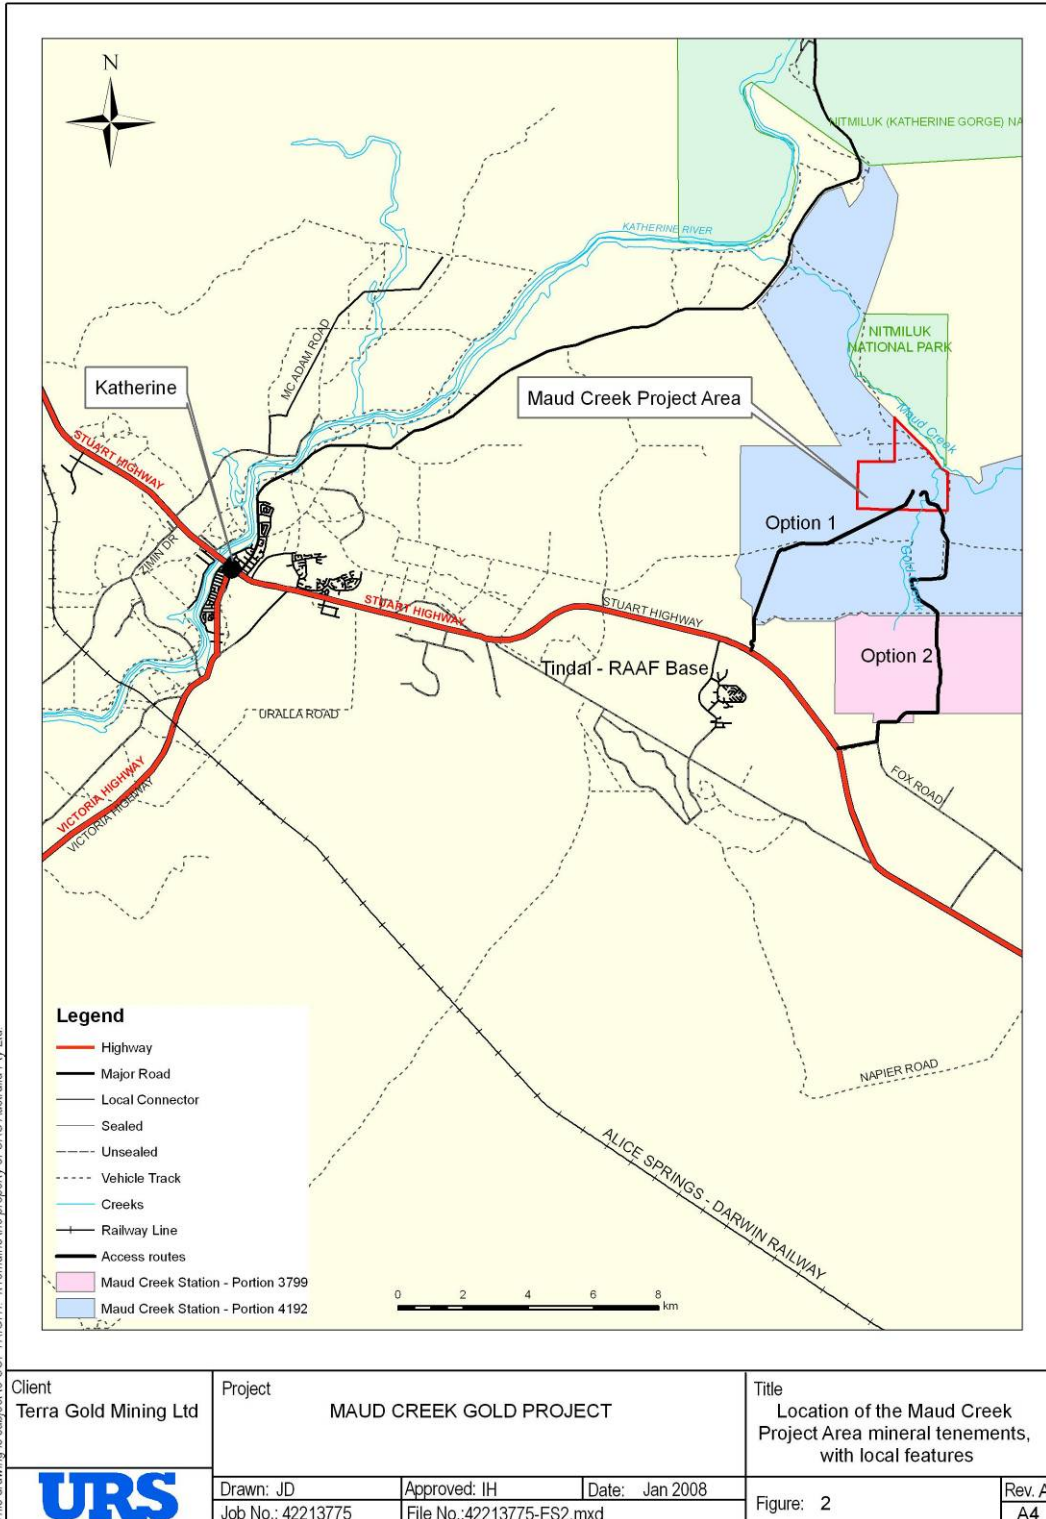 N
NITMILUK (KATHERINE GORGE) NA
KATHERINE RIVER
NITMILUK
NATIONAL PARK
MC ADAM ROAD
Katherine
Maud Creek Project Area
Maud Creek
STUART HIGHWAY
Option 1
ZIMIN DR
Gold Creek
STUART HIGHWAY
STUART HIGHWAY
Option 2
Tindal - RAAF Base
URALLA ROAD
VICTORIA HIGHWAY
VICTORIA HIGHWAY
FOX ROAD
NAPIER ROAD
ALICE SPRINGS - DARWIN RAILWAY
Legend
Highway
Major Road
Local Connector
Sealed
Unsealed
Vehicle Track
Creeks
Railway Line
Access routes
Maud Creek Station - Portion 3799
Maud Creek Station - Portion 4192
0 2 4 6 8
km
Client
Terra Gold Mining Ltd
Project
MAUD CREEK GOLD PROJECT
Title
Location of the Maud Creek
Project Area mineral tenements,
with local features
URS
Drawn: JD
Approved: IH
Date: Jan 2008
Job No.: 42213775
File No.:42213775-ES2.mxd
Figure: 2
Rev. A
A4